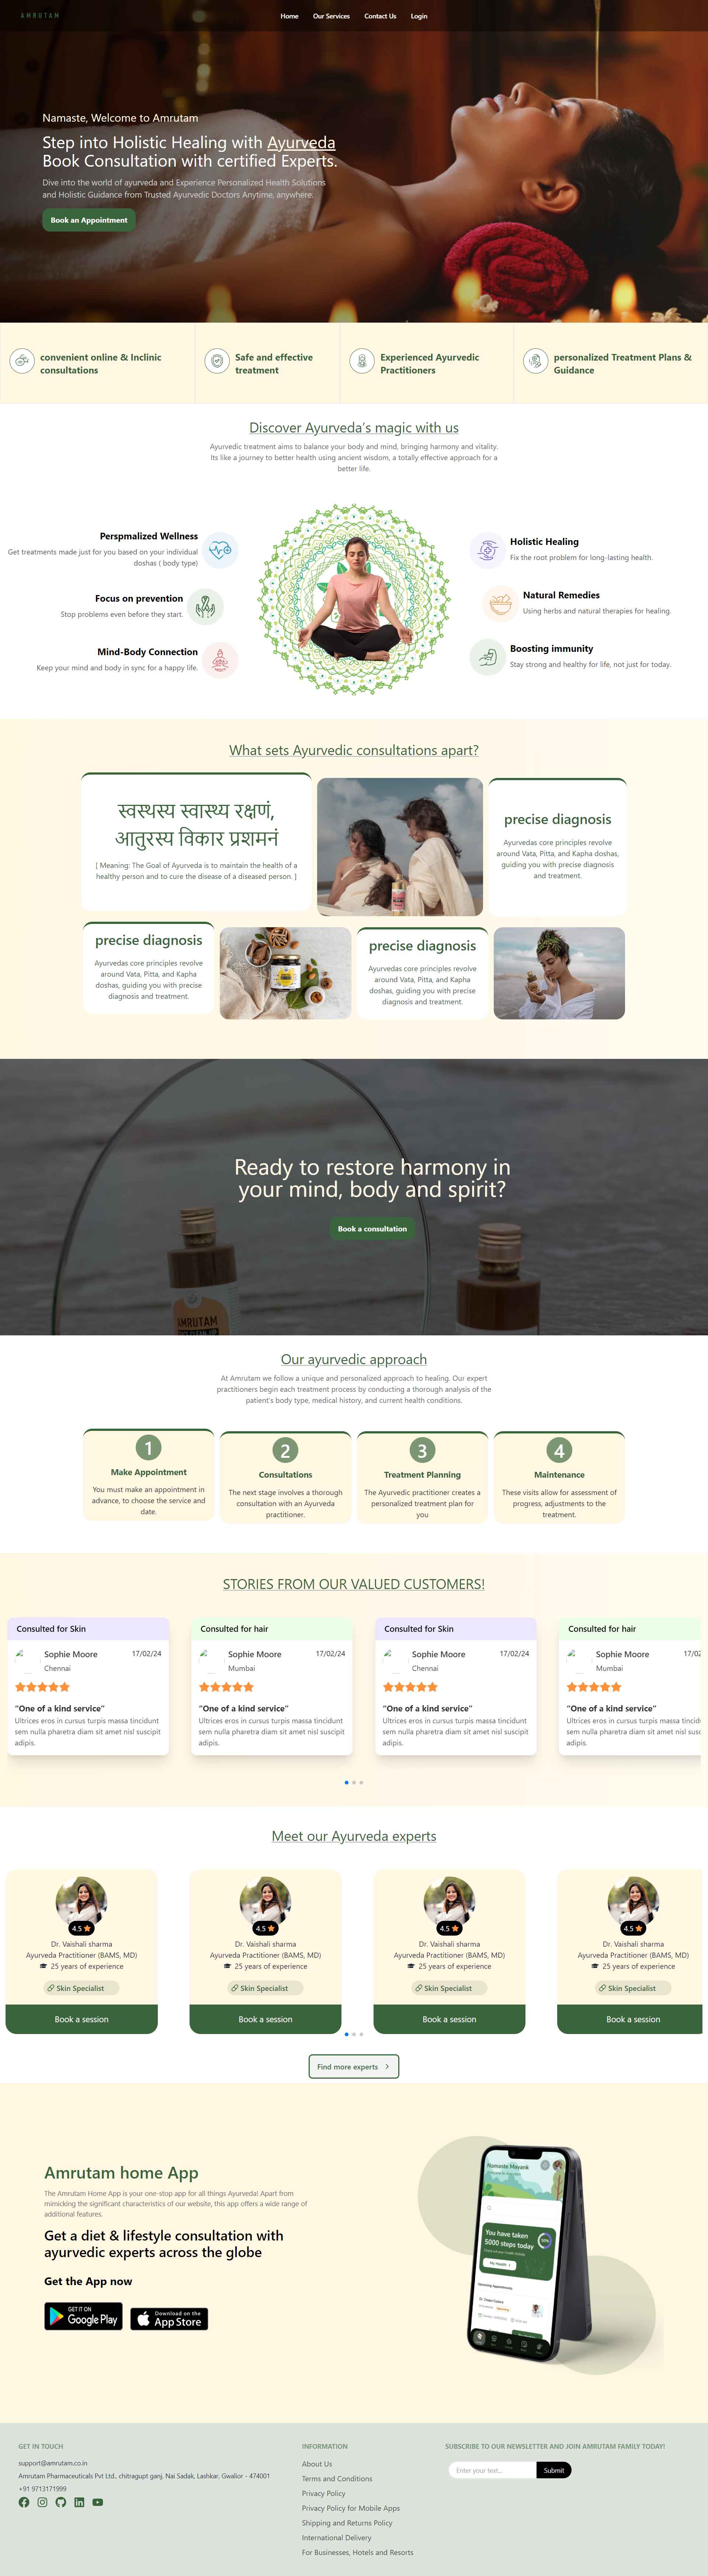 AMRUTAM
Home
Our Services
Contact Us
Login
Namaste, Welcome to Amrutam
Step into Holistic Healing with Ayurveda
Book Consultation with certified Experts.
Dive into the world of ayurveda and Experience Personalized Health Solutions
and Holistic Guidance from Trusted Ayurvedic Doctors Anytime, anywhere.
Book an Appointment
convenient online & Inclinic
consultations
Safe and effective
treatment
Experienced Ayurvedic
Practitioners
personalized Treatment Plans &
Guidance
Discover Ayurveda's magic with us
Ayurvedic treatment aims to balance your body and mind, bringing harmony and vitality.
Its like a journey to better health using ancient wisdom, a totally effective approach for a
better life.
Perspmalized Wellness
Get treatments made just for you based on your individual
doshas ( body type)
Focus on prevention
Stop problems even before they start.
Mind-Body Connection
Keep your mind and body in sync for a happy life.
Holistic Healing
Fix the root problem for long-lasting health.
Natural Remedies
Using herbs and natural therapies for healing.
Boosting immunity
Stay strong and healthy for life, not just for today.
What sets Ayurvedic consultations apart?
स्वस्थस्य स्वास्थ्य रक्षणं,
आतुरस्य विकार प्रशमनं
[ Meaning: The Goal of Ayurveda is to maintain the health of a
healthy person and to cure the disease of a diseased person. ]
precise diagnosis
Ayurvedas core principles revolve
around Vata, Pitta, and Kapha doshas,
guiding you with precise diagnosis
and treatment.
precise diagnosis
Ayurvedas core principles revolve
around Vata, Pitta, and Kapha
doshas, guiding you with precise
diagnosis and treatment.
precise diagnosis
Ayurvedas core principles revolve
around Vata, Pitta, and Kapha
doshas, guiding you with precise
diagnosis and treatment.
Ready to restore harmony in
your mind, body and spirit?
Book a consultation
AMRUTAM
Our ayurvedic approach
At Amrutam we follow a unique and personalized approach to healing. Our expert
practitioners begin each treatment process by conducting a thorough analysis of the
patient's body type, medical history, and current health conditions.
1
Make Appointment
You must make an appointment in
advance, to choose the service and
date.
2
Consultations
The next stage involves a thorough
consultation with an Ayurveda
practitioner.
3
Treatment Planning
The Ayurvedic practitioner creates a
personalized treatment plan for
you
4
Maintenance
These visits allow for assessment of
progress, adjustments to the
treatment.
STORIES FROM OUR VALUED CUSTOMERS!
Consulted for Skin
Sophie Moore
17/02/24
Chennai
"One of a kind service"
Ultrices eros in cursus turpis massa tincidunt
sem nulla pharetra diam sit amet nisl suscipit
adipis.
Consulted for hair
Sophie Moore
17/02/24
Mumbai
"One of a kind service"
Ultrices eros in cursus turpis massa tincidunt
sem nulla pharetra diam sit amet nisl suscipit
adipis.
Consulted for Skin
Sophie Moore
17/02/24
Chennai
"One of a kind service"
Ultrices eros in cursus turpis massa tincidunt
sem nulla pharetra diam sit amet nisl suscipit
adipis.
Consulted for hair
Sophie Moore
17/02
Mumbai
"One of a kind service"
Ultrices eros in cursus turpis massa
sem nulla pharetra diam sit amet nisl
adipis.
Meet our Ayurveda experts
4.5
Dr. Vaishali sharma
Ayurveda Practitioner (BAMS, MD)
25 years of experience
Skin Specialist
Book a session
4.5
Dr. Vaishali sharma
Ayurveda Practitioner (BAMS, MD)
25 years of experience
Skin Specialist
Book a session
4.5
Dr. Vaishali sharma
Ayurveda Practitioner (BAMS, MD)
25 years of experience
Skin Specialist
Book a session
4.5
Dr. Vaishali sharma
Ayurveda Practitioner (BAMS, MD)
25 years of experience
Skin Specialist
Book a session
Find more experts
Amrutam home App
The Amrutam Home App is your one-stop app for all things Ayurveda! Apart from
mimicking the significant characteristics of our website, this app offers a wide range of
additional features.
Get a diet & lifestyle consultation with
ayurvedic experts across the globe
Get the App now
GET IT ON
Google Play
Download on the
App Store
Namaste Mayank
You have taken
5000 steps today
My Health >
Upcoming Appointments
GET IN TOUCH
support@amrutam.co.in
Amrutam Pharmaceuticals Pvt Ltd., chitragupt ganj, Nai Sadak, Lashkar, Gwalior - 474001
+91 9713171999
INFORMATION
About Us
Terms and Conditions
Privacy Policy
Privacy Policy for Mobile Apps
Shipping and Returns Policy
International Delivery
For Businesses, Hotels and Resorts
SUBSCRIBE TO OUR NEWSLETTER AND JOIN AMRUTAM FAMILY TODAY!
Enter your text...
Submit